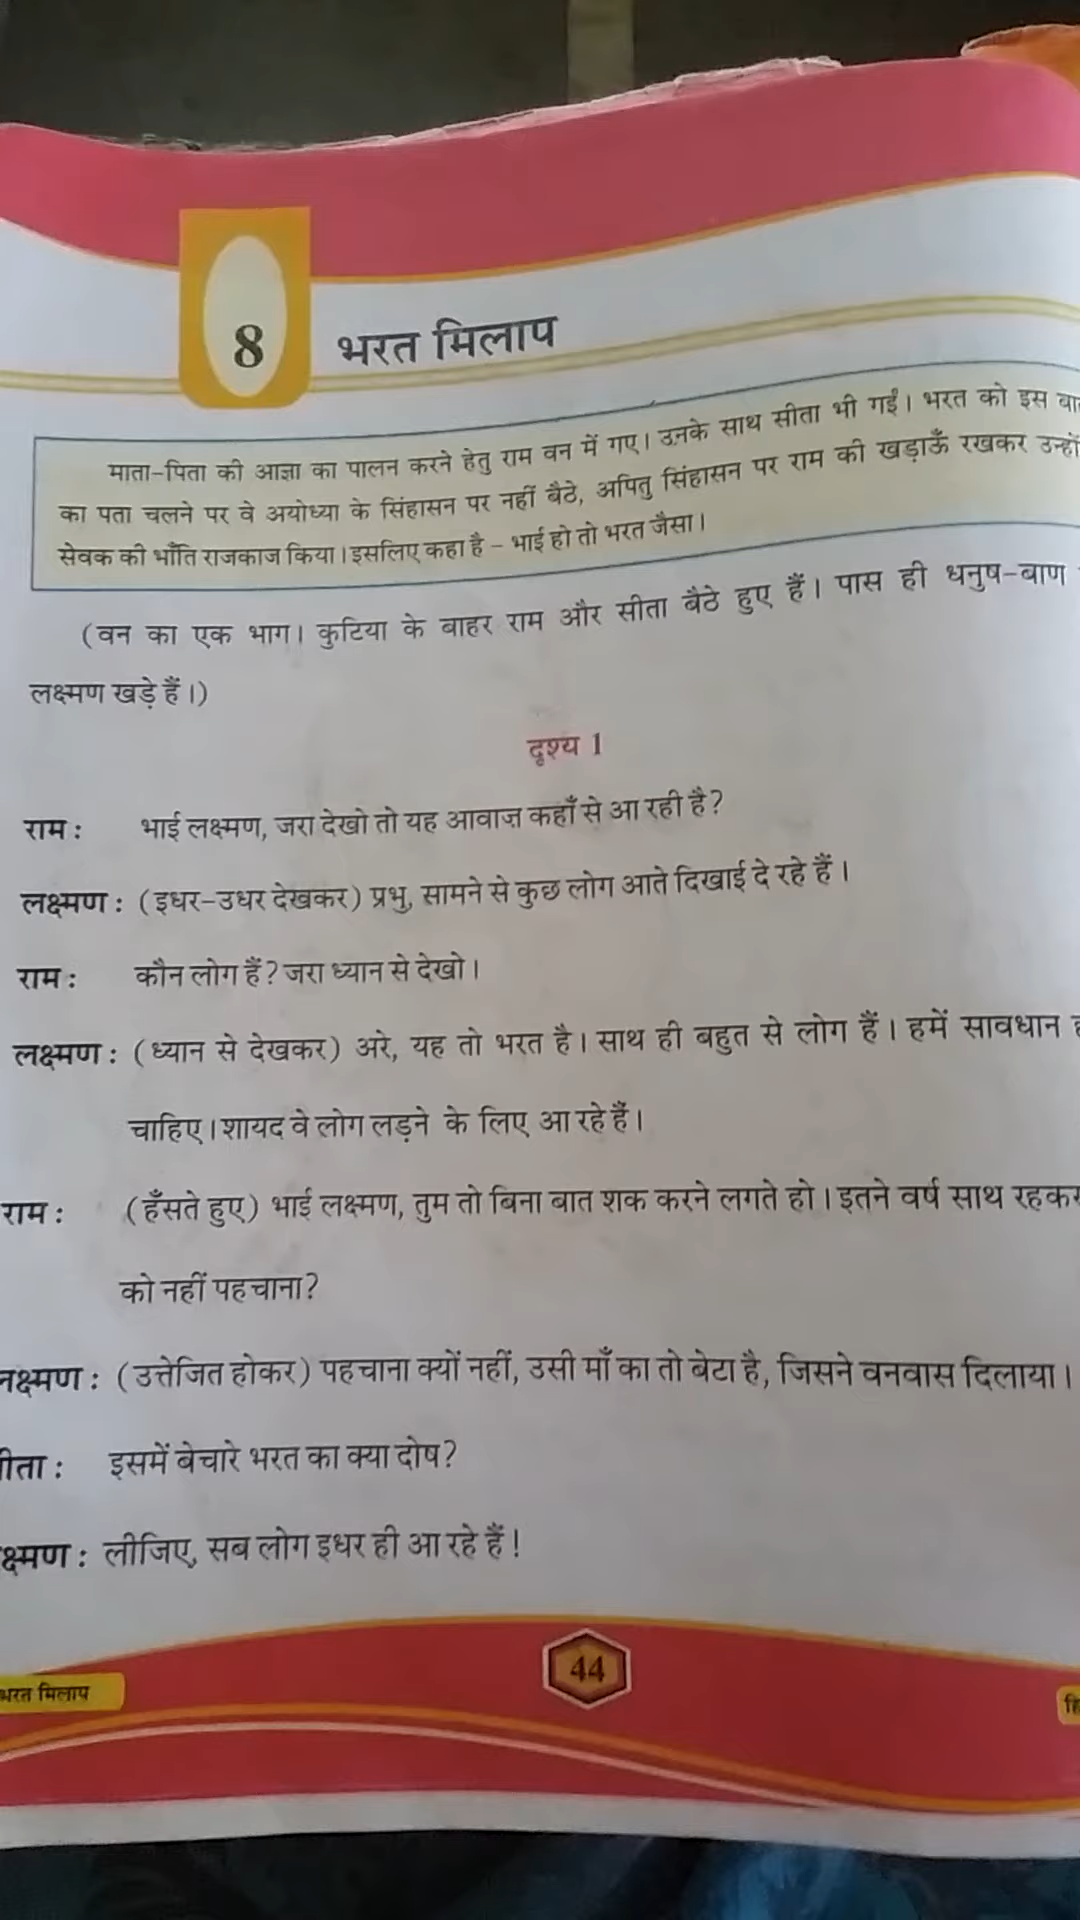 8
भरत मिलाप
माता-पिता की आज्ञा का पालन करने हेतु राम वन में गए। उनके साथ सीता भी गईं। भरत को इस
का पता चलने पर वे अयोध्या के सिंहासन पर नहीं बैठे, अपितु सिंहासन पर राम की खड़ाऊँ रखकर
सेवक की भाँति राजकाज किया। इसलिए कहा है – भाई हो तो भरत जैसा।
(वन का एक भाग। कुटिया के बाहर राम और सीता बैठे हुए हैं। पास ही धनुष-बाण
लक्ष्मण खड़े हैं।)
दृश्य 1
राम : भाई लक्ष्मण, जरा देखो तो यह आवाज़ कहाँ से आ रही है?
लक्ष्मण : (इधर-उधर देखकर) प्रभु, सामने से कुछ लोग आते दिखाई दे रहे हैं।
राम : कौन लोग हैं? जरा ध्यान से देखो।
लक्ष्मण : (ध्यान से देखकर) अरे, यह तो भरत है। साथ ही बहुत से लोग हैं। हमें सावधान
चाहिए। शायद वे लोग लड़ने के लिए आ रहे हैं।
राम : (हँसते हुए) भाई लक्ष्मण, तुम तो बिना बात शक करने लगते हो। इतने वर्ष साथ रहकर
को नहीं पहचाना?
: (उत्तेजित होकर) पहचाना क्यों नहीं, उसी माँ का तो बेटा है, जिसने वनवास दिलाया।
: इसमें बेचारे भरत का क्या दोष?
: लीजिए, सब लोग इधर ही आ रहे हैं!
44
भरत मिलाप